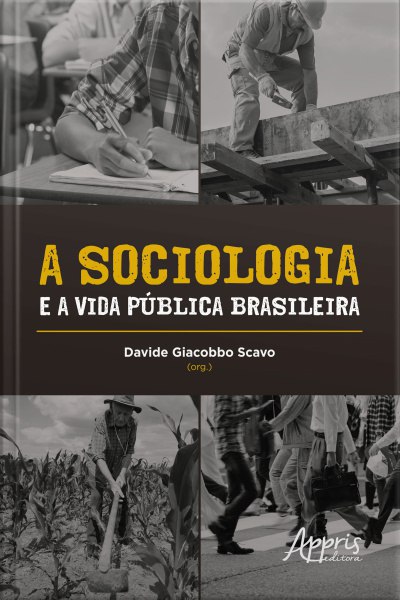 A SOCIOLOGIA
E A VIDA PÚBLICA BRASILEIRA
Davide Giacobbo Scavo
(org.)
Appris
editora